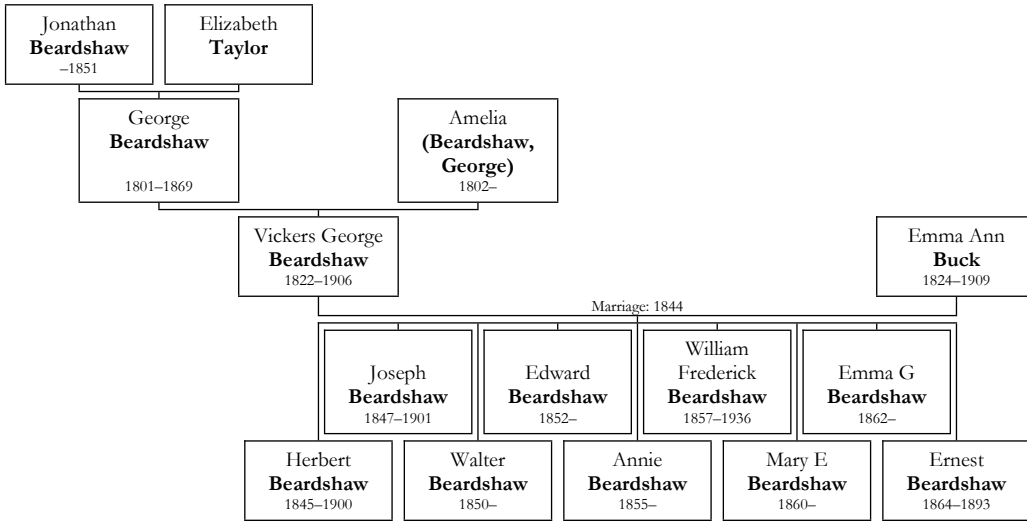 Jonathan
Beardshaw
–1851
Elizabeth
Taylor
George
Beardshaw
1801–1869
Amelia
(Beardshaw,
George)
1802–
Vickers George
Beardshaw
1822–1906
Emma Ann
Buck
1824–1909
Marriage: 1844
Joseph
Beardshaw
1847–1901
Edward
Beardshaw
1852–
William
Frederick
Beardshaw
1857–1936
Emma G
Beardshaw
1862–
Herbert
Beardshaw
1845–1900
Walter
Beardshaw
1850–
Annie
Beardshaw
1855–
Mary E
Beardshaw
1860–
Ernest
Beardshaw
1864–1893